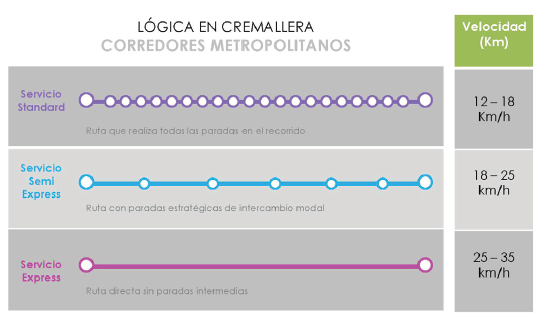 LÓGICA EN CREMALLERA
CORREDORES METROPOLITANOS
Velocidad
(Km)
Servicio
Standard
Ruta que realiza todas las paradas en el recorrido
12 – 18
Km/h
Servicio
Semi
Express
Ruta con paradas estratégicas de intercambio modal
18 – 25
km/h
Servicio
Express
Ruta directa sin paradas intermedias
25 – 35
km/h